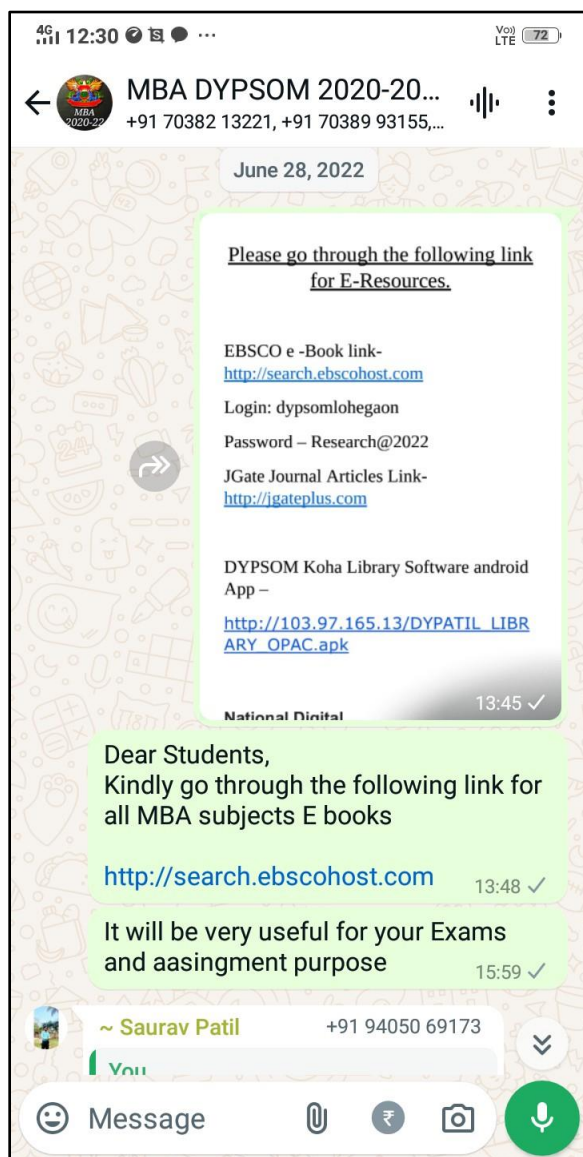 4G 12:30 ...
Vo)) LTE 72
MBA DYPSOM 2020-20...
MBA
2020-22
+91 70382 13221, +91 70389 93155,...
June 28, 2022
Please go through the following link
for E-Resources.
EBSCO e -Book link-
http://search.ebscohost.com
Login: dypsomlohegaon
Password – Research@2022
JGate Journal Articles Link-
http://jgateplus.com
DYPSOM Koha Library Software android
App –
http://103.97.165.13/DYPATIL_LIBR
ARY_OPAC.apk
National Digital
13:45
Dear Students,
Kindly go through the following link for
all MBA subjects E books
http://search.ebscohost.com
13:48
It will be very useful for your Exams
and aasingment purpose
15:59
~ Saurav Patil +91 94050 69173
You
Message ₹